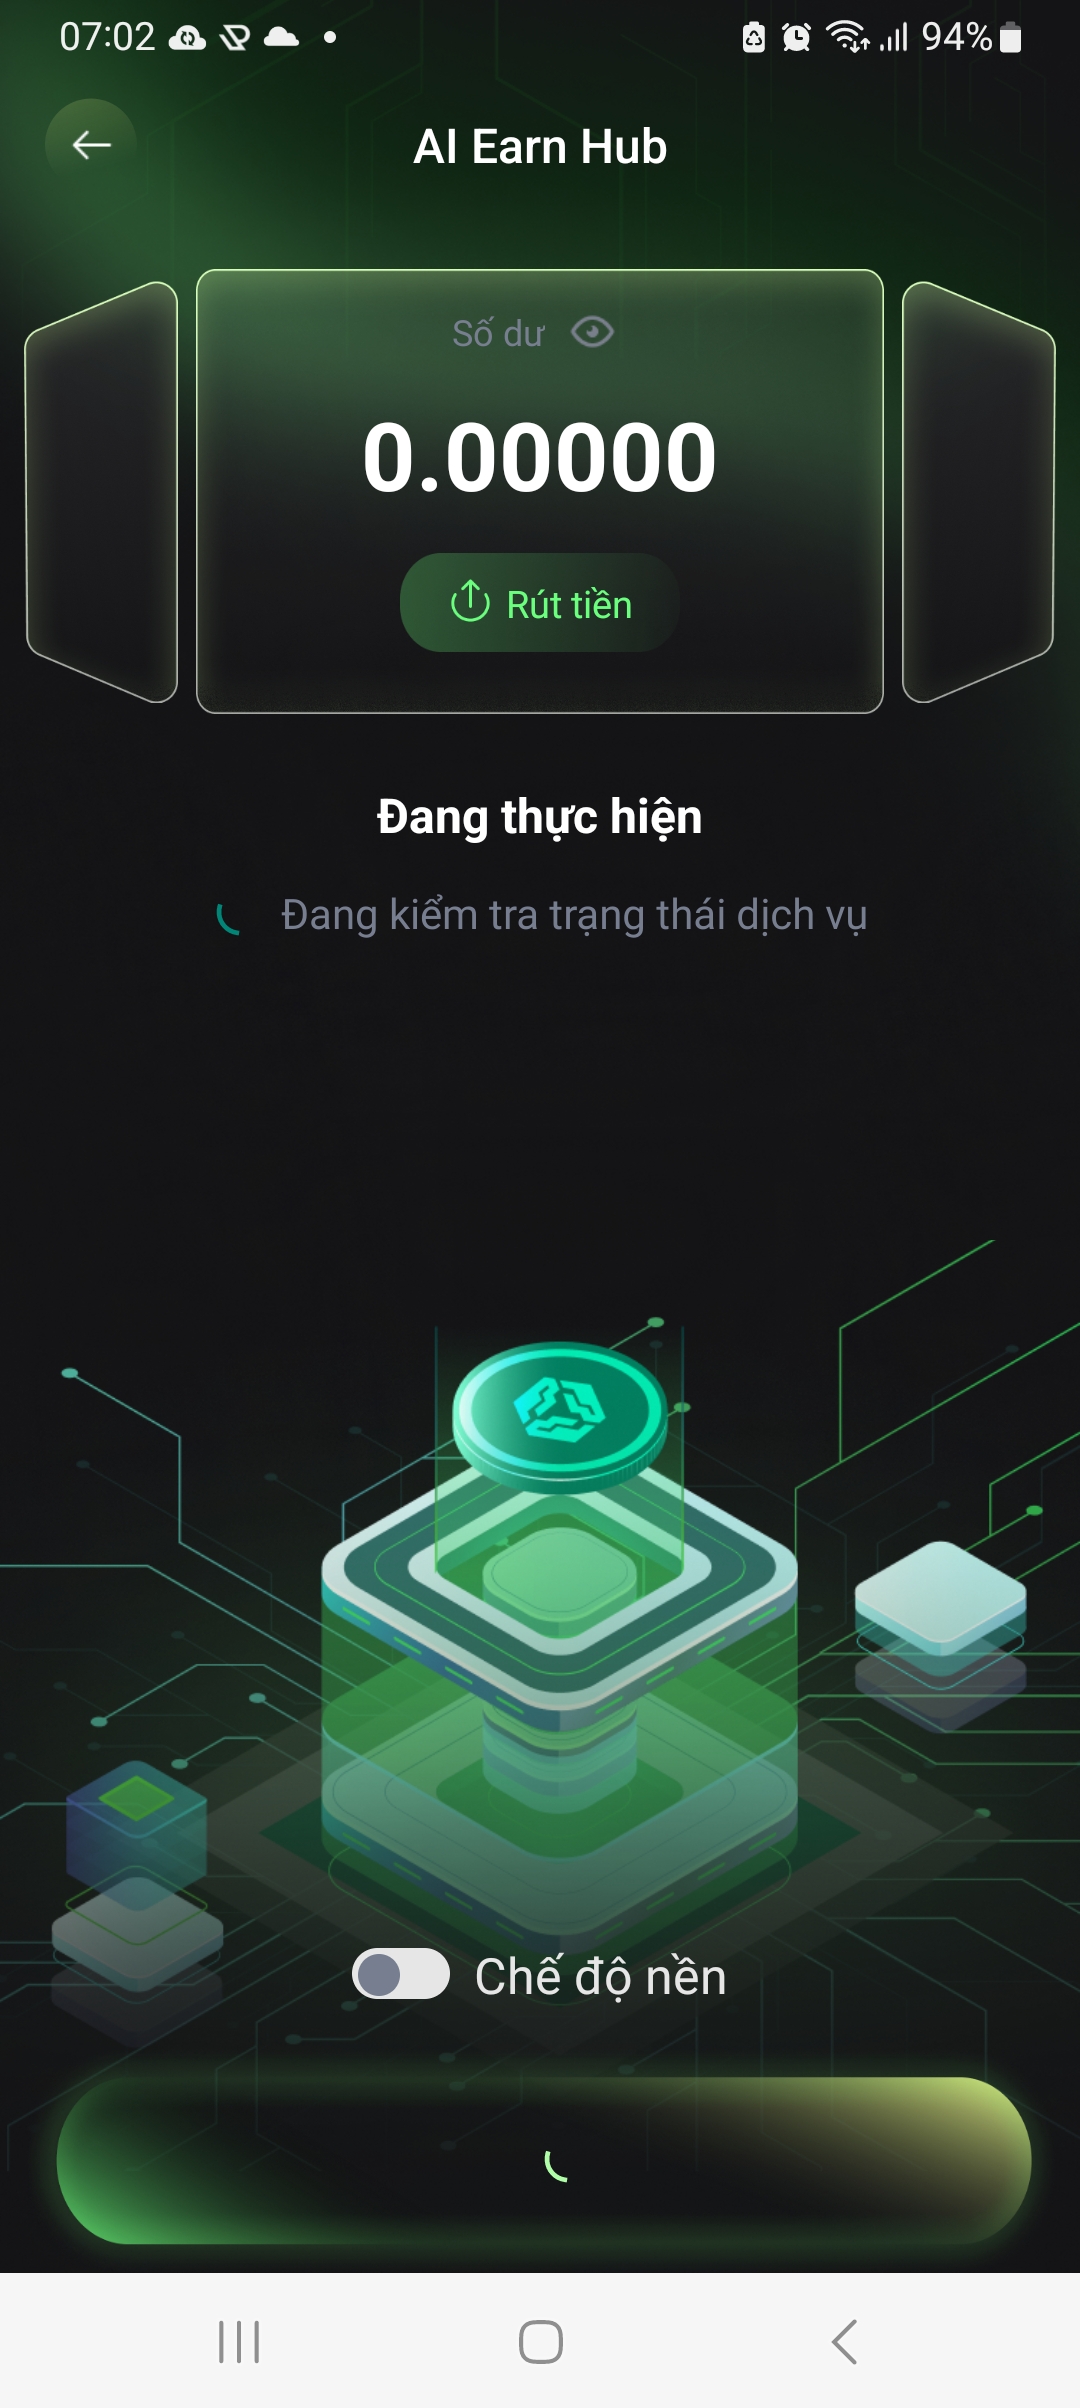 07:02 94%
AI Earn Hub
Số dư
0.00000
Rút tiền
Đang thực hiện
Đang kiểm tra trạng thái dịch vụ
Chế độ nền